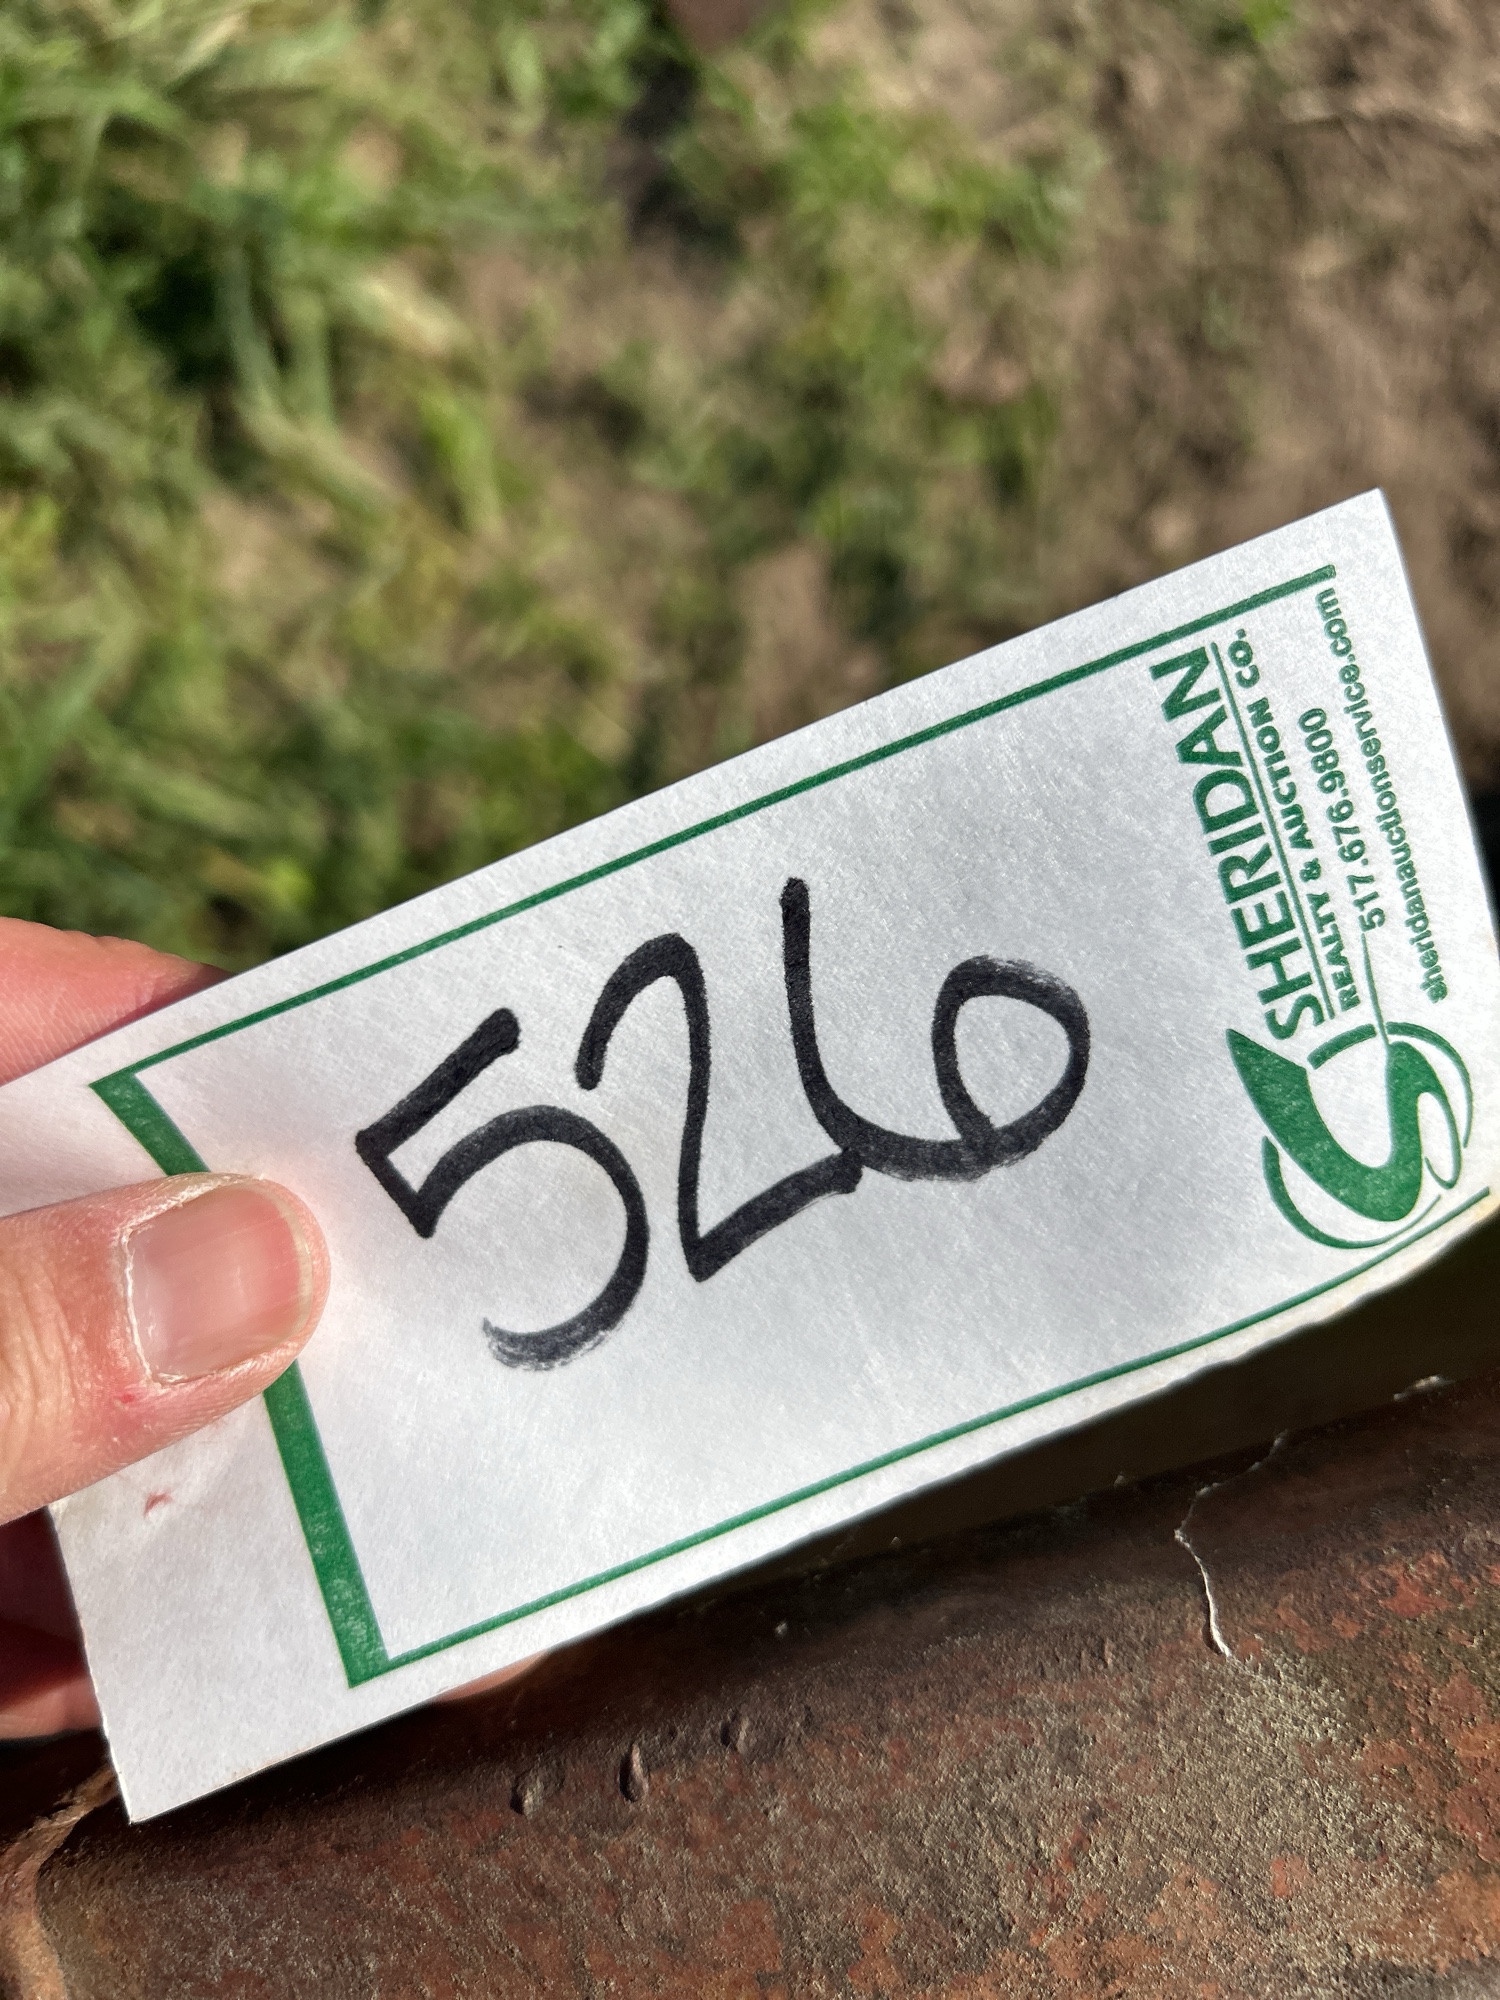 526
SHERIDAN
REALTY & AUCTION CO.
517.676.9800
sheridanauctionservice.com